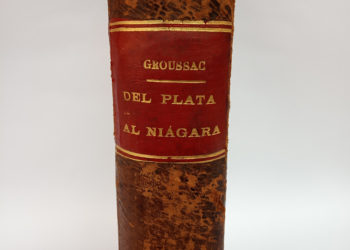 GROUSSAC
DEL PLATA
AL NIÁGARA